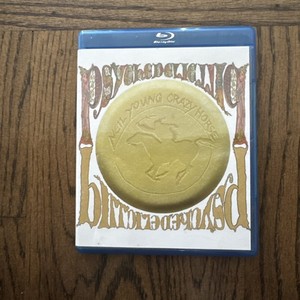 Blu-ray Disc
PSYCHEDELIC PILL
NEIL YOUNG CRAZY HORSE
PSYCHEDELIC PILL